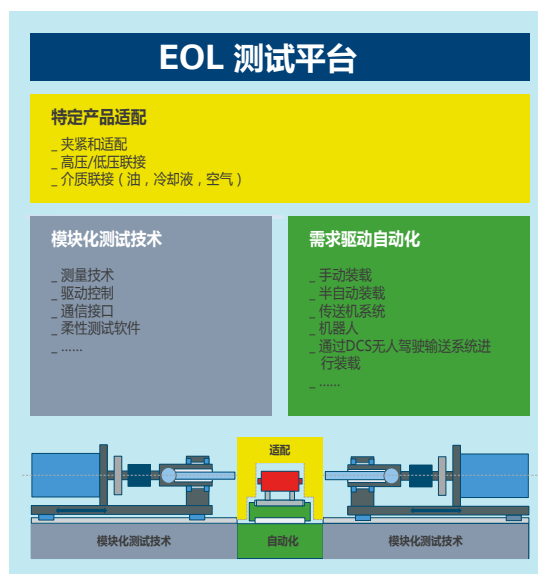 EOL 测试平台
特定产品适配
_ 夹紧和适配
_ 高压/低压联接
_ 介质联接（油，冷却液，空气）
模块化测试技术
_ 测量技术
_ 驱动控制
_ 通信接口
_ 柔性测试软件
_ ......
需求驱动自动化
_ 手动装载
_ 半自动装载
_ 传送机系统
_ 机器人
_ 通过DCS无人驾驶输送系统进
行装载
_ ......
适配
模块化测试技术
自动化
模块化测试技术